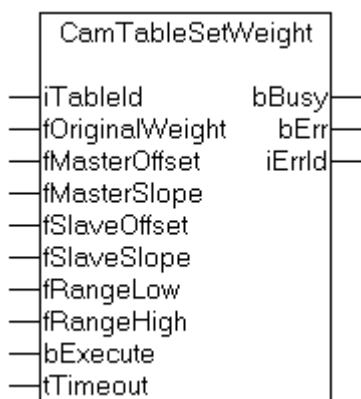 CamTableSetWeight
iTableId bBusy
fOriginalWeight bErr
fMasterOffset iErrId
fMasterSlope
fSlaveOffset
fSlaveSlope
fRangeLow
fRangeHigh
bExecute
tTimeout